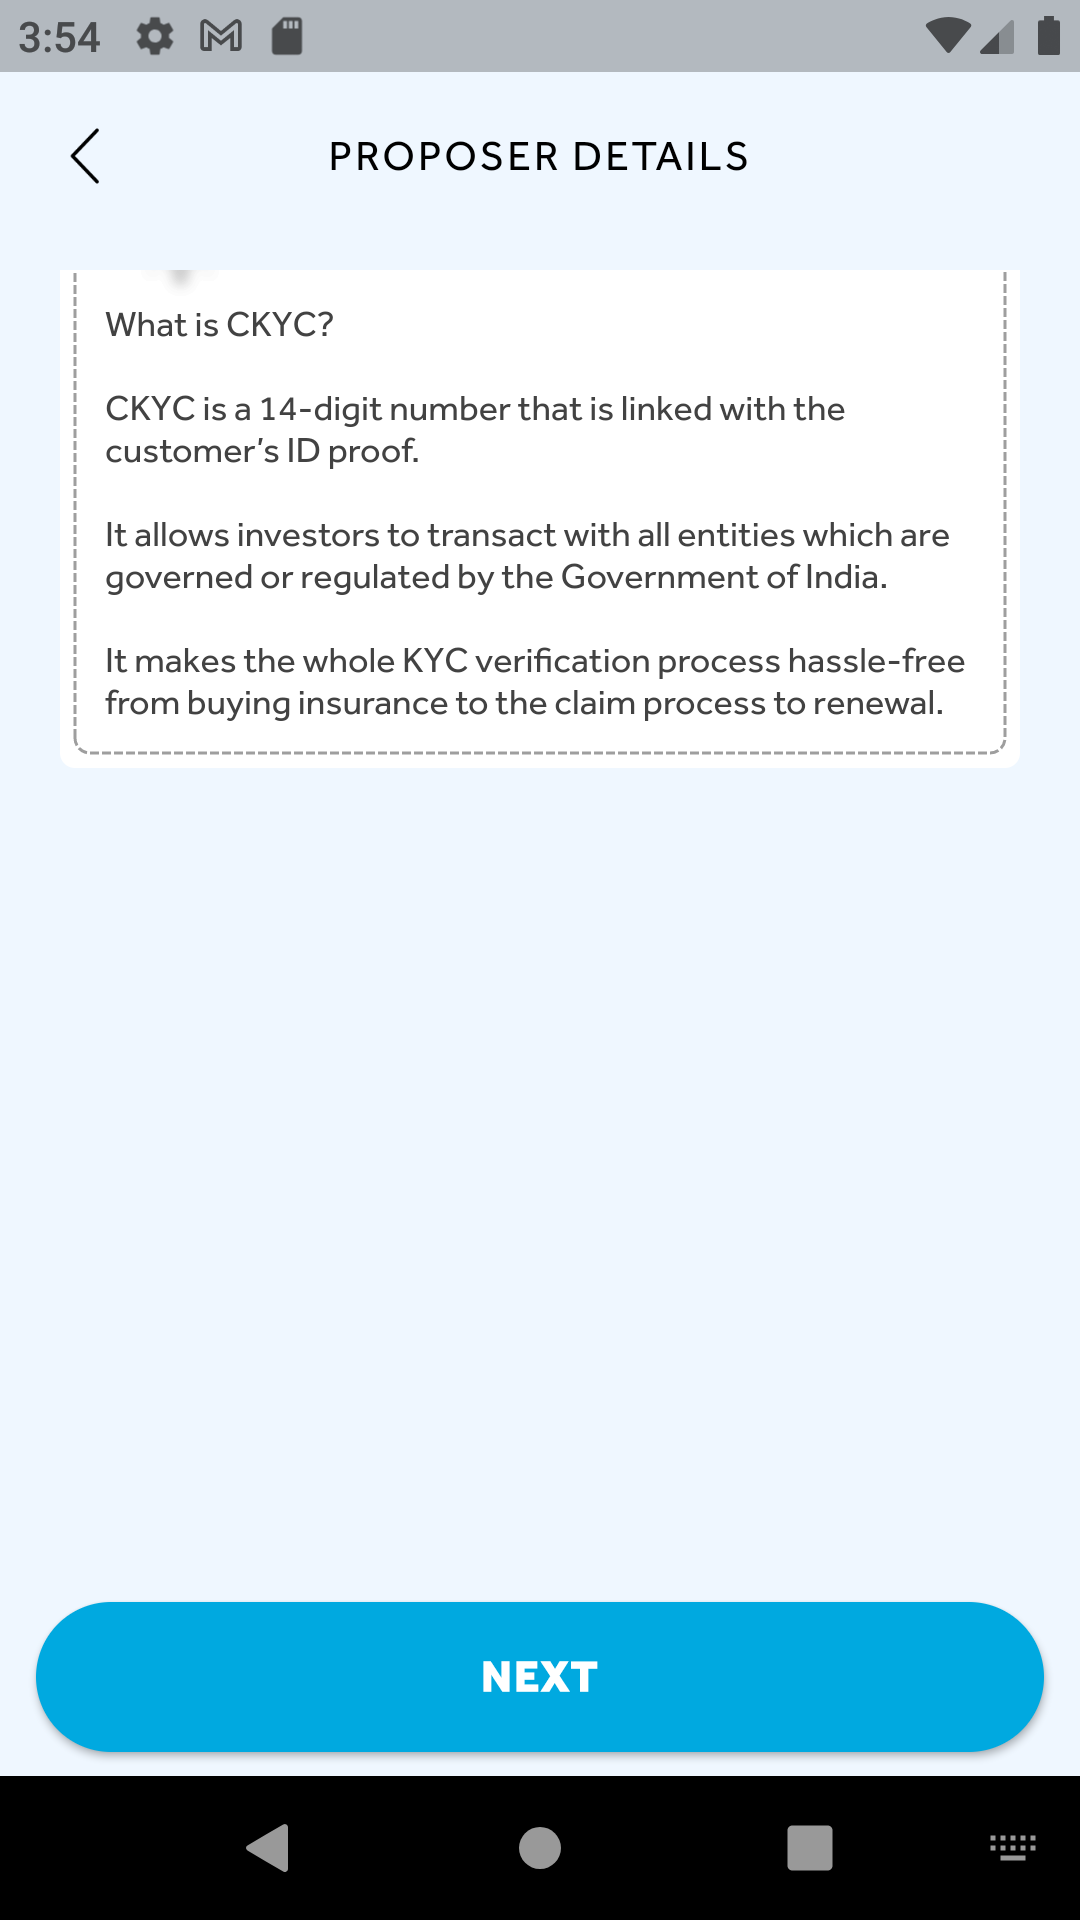 3:54
PROPOSER DETAILS
What is CKYC?
CKYC is a 14-digit number that is linked with the
customer's ID proof.
It allows investors to transact with all entities which are
governed or regulated by the Government of India.
It makes the whole KYC verification process hassle-free
from buying insurance to the claim process to renewal.
NEXT